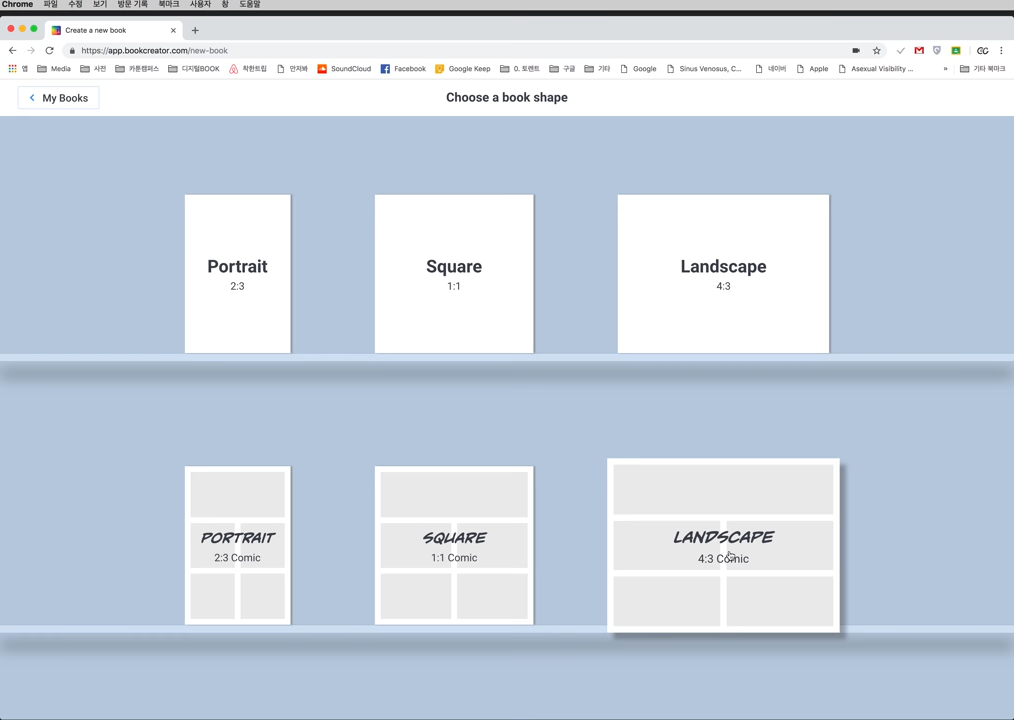 Chrome 파일 수정 보기 방문 기록 북마크 사용자 창 도움말
Create a new book
https://app.bookcreator.com/new-book
앱 Media 사전 카툰캠퍼스 디지털BOOK 착한트립 먼저봐 SoundCloud Facebook Google Keep 0. 토렌트 구글 기타 Google Sinus Venosus, C... 네이버 Apple Asexual Visibility ... » 기타 북마크
My Books
Choose a book shape
Portrait
2:3
Square
1:1
Landscape
4:3
PORTRAIT
2:3 Comic
SQUARE
1:1 Comic
LANDSCAPE
4:3 Comic